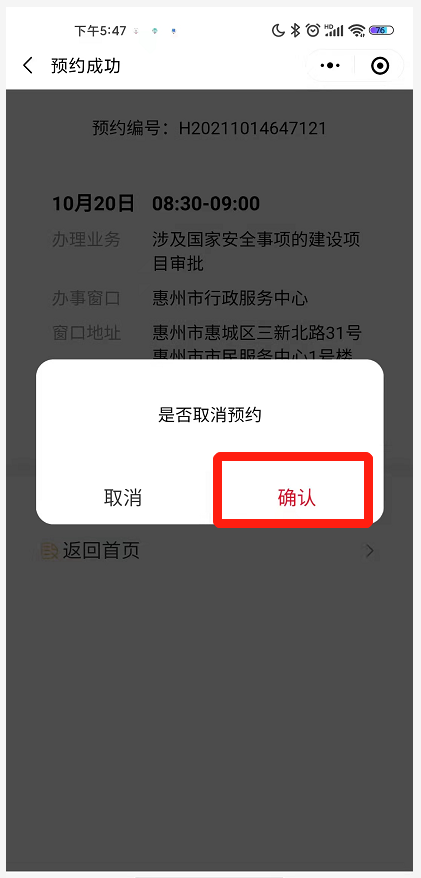 下午5:47
HD
76
预约成功
预约编号：H20211014647121
10月20日 08:30-09:00
办理业务 涉及国家安全事项的建设项
目审批
办事窗口 惠州市行政服务中心
窗口地址 惠州市惠城区三新北路31号
惠州市市民服务中心1号楼
是否取消预约
取消 确认
返回首页